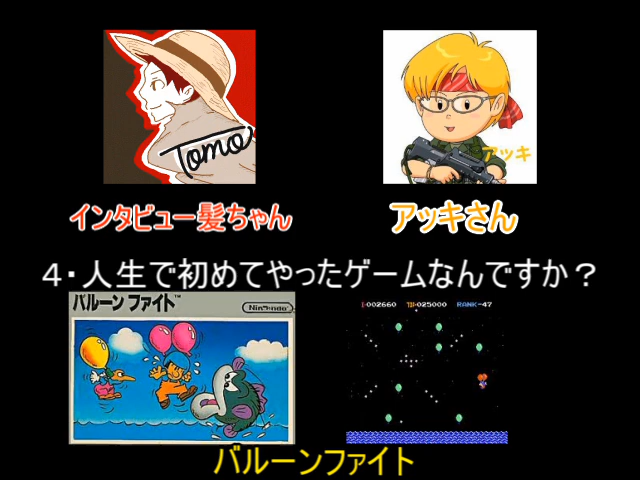 Tomo
アッキ
インタビュー髪ちゃん
アッキさん
4・人生で初めてやったゲームなんですか？
バルーン ファイト™
Nintendo
I-002660 TOP-025000 RANK-47
バルーンファイト